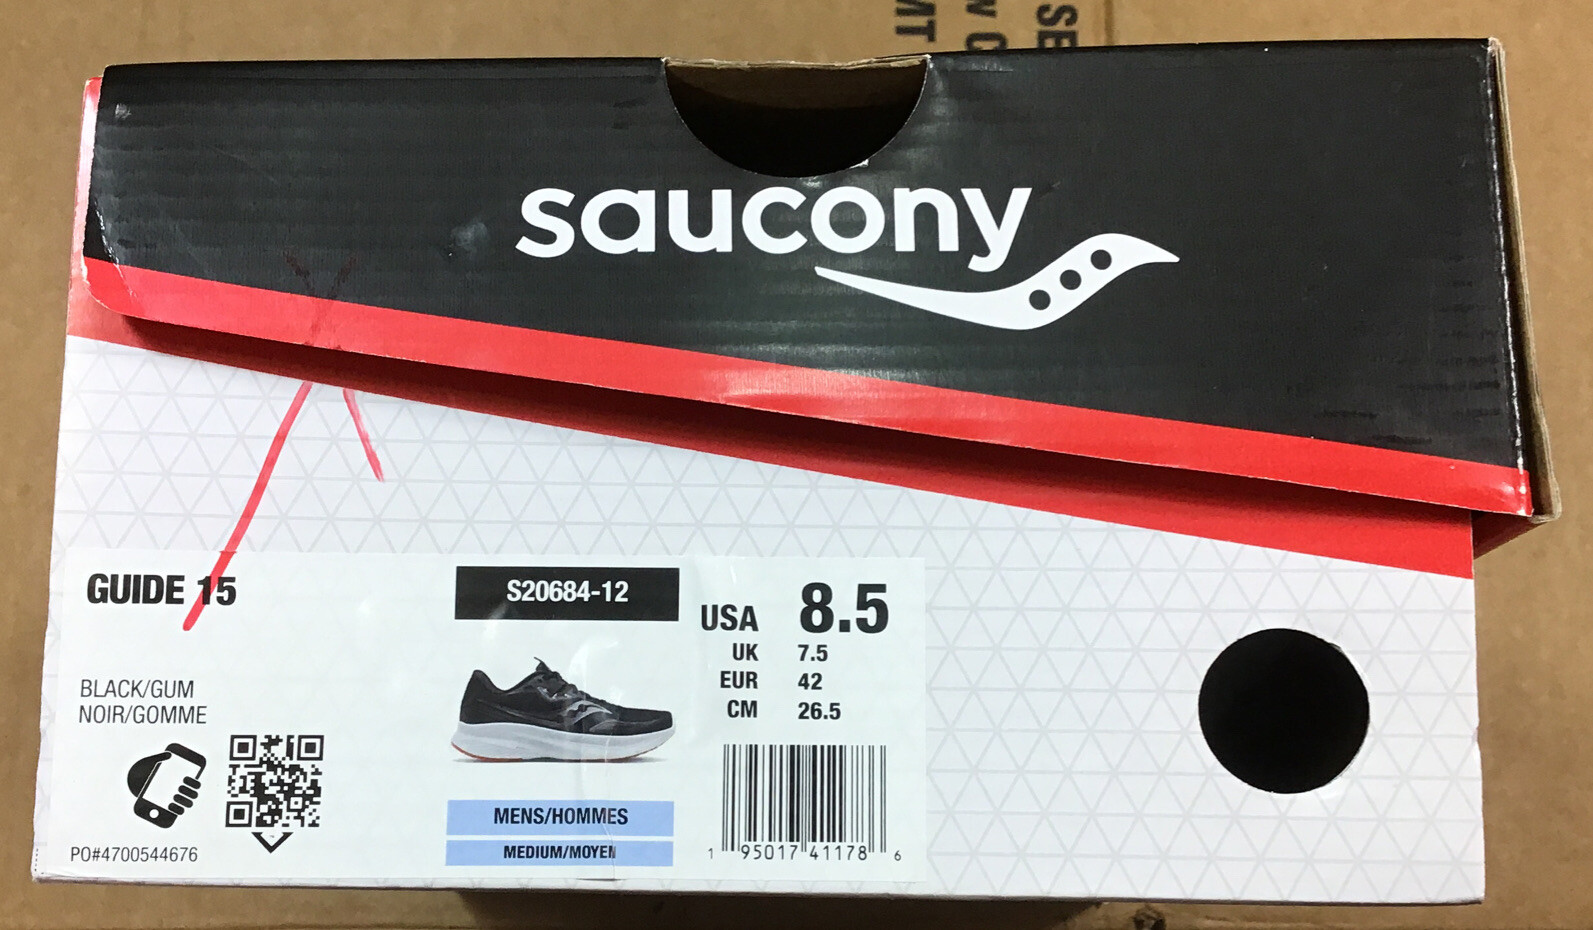 saucony
GUIDE 15
S20684-12
USA 8.5
UK 7.5
EUR 42
CM 26.5
BLACK/GUM
NOIR/GOMME
MENS/HOMMES
MEDIUM/MOYEN
PO#4700544676
1 95017 41178 6